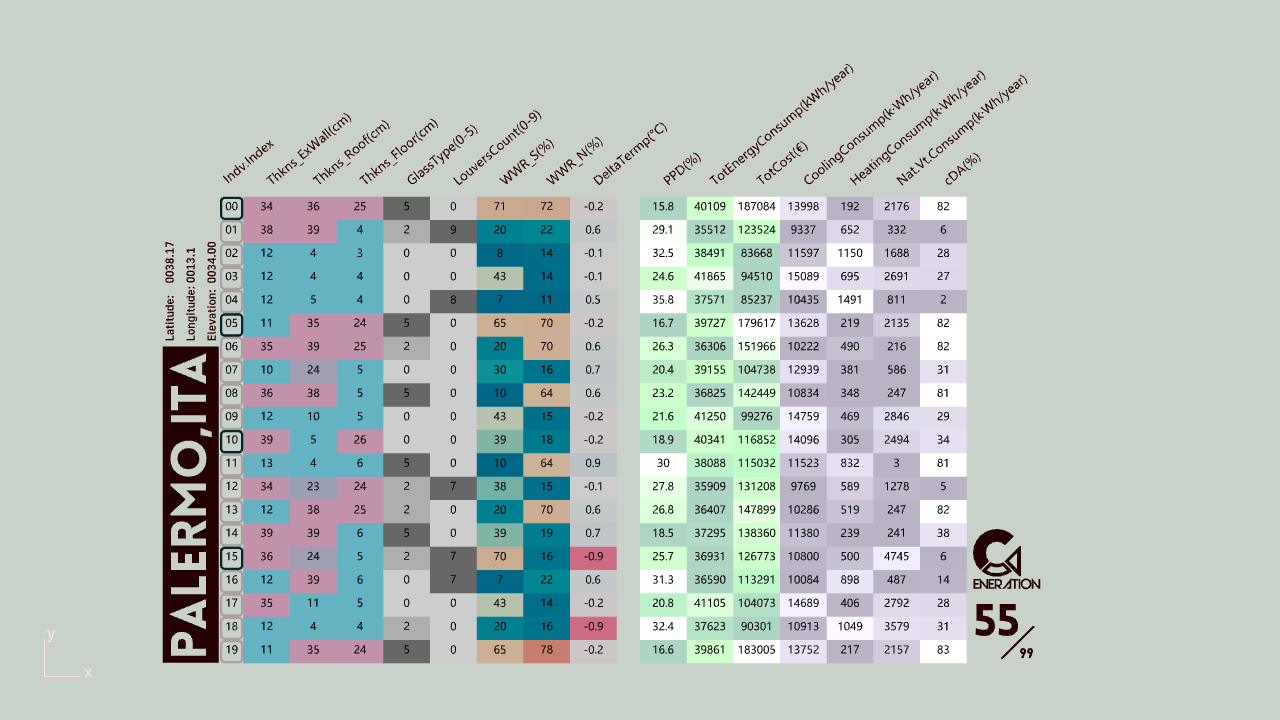 Indv.Index Thkns_ExWall(cm) Thkns_Roof(cm) Thkns_Floor(cm) GlassType(0-5) LouversCount(0-9) WWR_S(%) WWR_N(%) DeltaTermp(°C) PPD(%) TotEnergyConsump(kWh/year) TotCost(€) CoolingConsump(k·Wh/year) HeatingConsump(k·Wh/year) Nat.Vt.Consump(k·Wh/year) cDA(%)
00 34 36 25 5 0 71 72 -0.2 15.8 40109 187084 13998 192 2176 82
01 38 39 4 2 9 20 22 0.6 29.1 35512 123524 9337 652 332 6
02 12 4 3 0 0 8 14 -0.1 32.5 38491 83668 11597 1150 1688 28
03 12 4 4 0 0 43 14 -0.1 24.6 41865 94510 15089 695 2691 27
04 12 5 4 0 8 7 11 0.5 35.8 37571 85237 10435 1491 811 2
05 11 35 24 5 0 65 70 -0.2 16.7 39727 179617 13628 219 2135 82
06 35 39 25 2 0 20 70 0.6 26.3 36306 151966 10222 490 216 82
07 10 24 5 0 0 30 16 0.7 20.4 39155 104738 12939 381 586 31
08 36 38 5 5 0 10 64 0.6 23.2 36825 142449 10834 348 247 81
09 12 10 5 0 0 43 15 -0.2 21.6 41250 99276 14759 469 2846 29
10 39 5 26 0 0 39 18 -0.2 18.9 40341 116852 14096 305 2494 34
11 13 4 6 5 0 10 64 0.9 30 38088 115032 11523 832 3 81
12 34 23 24 2 7 38 15 -0.1 27.8 35909 131208 9769 589 1278 5
13 12 38 25 2 0 20 70 0.6 26.8 36407 147899 10286 519 247 82
14 39 39 6 5 0 39 19 0.7 18.5 37295 138360 11380 239 241 38
15 36 24 5 2 7 70 16 -0.9 25.7 36931 126773 10800 500 4745 6
16 12 39 6 0 7 7 22 0.6 31.3 36590 113291 10084 898 487 14
17 35 11 5 0 0 43 14 -0.2 20.8 41105 104073 14689 406 2792 28
18 12 4 4 2 0 20 16 -0.9 32.4 37623 90301 10913 1049 3579 31
19 11 35 24 5 0 65 78 -0.2 16.6 39861 183005 13752 217 2157 83
Latitude: 0038.17
Longitude: 0013.1
Elevation: 0034.00
PALERMO,ITA
G
ENERATION
55/99
y
x